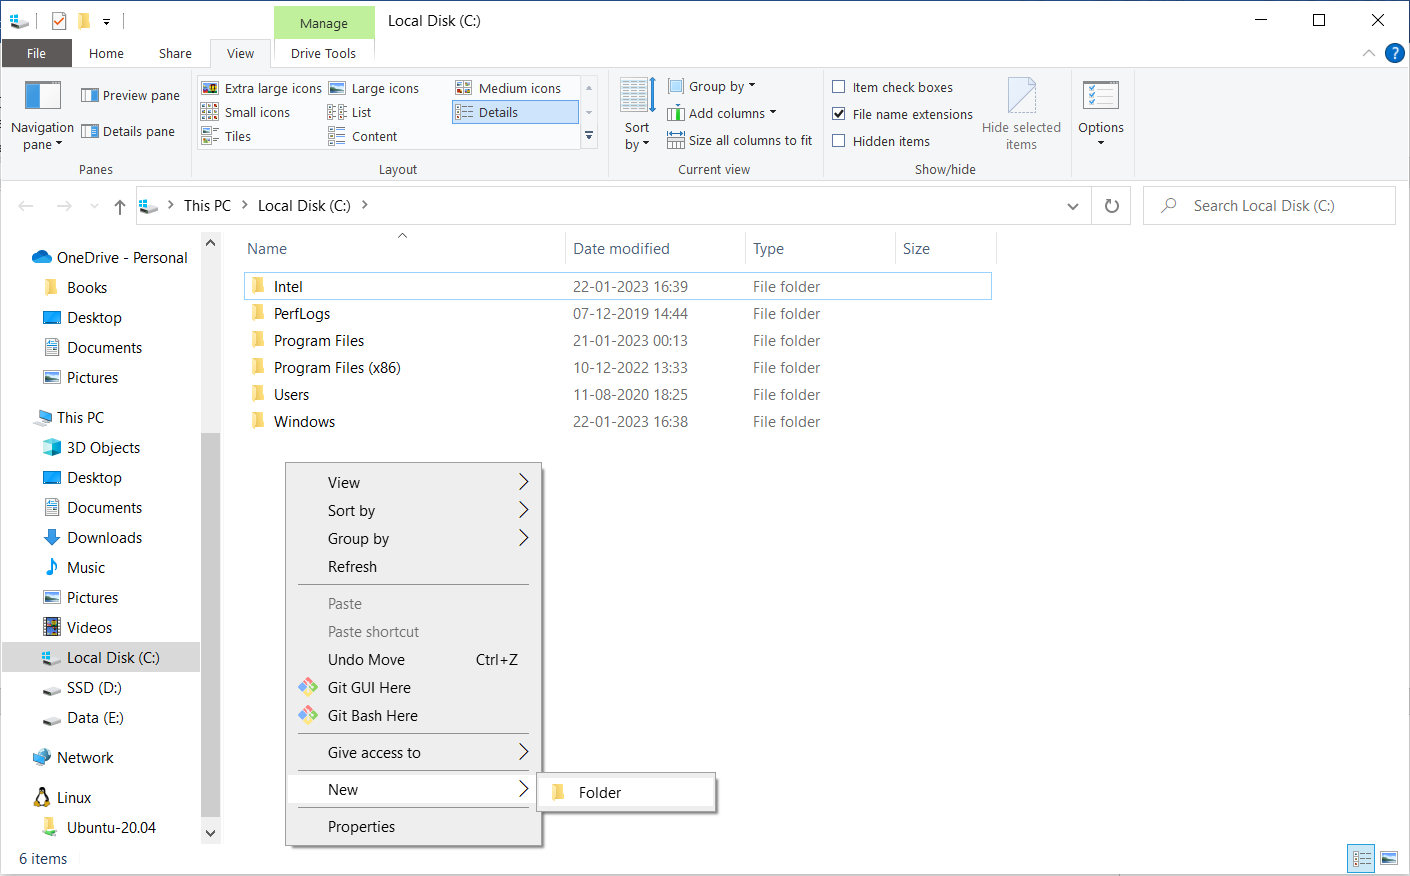 Manage
Local Disk (C:)
File
Home
Share
View
Drive Tools
Navigation pane
Preview pane
Details pane
Panes
Extra large icons
Large icons
Medium icons
Small icons
List
Details
Tiles
Content
Layout
Sort by
Group by
Add columns
Size all columns to fit
Current view
Item check boxes
File name extensions
Hidden items
Hide selected items
Show/hide
Options
This PC
Local Disk (C:)
Search Local Disk (C:)
OneDrive - Personal
Books
Desktop
Documents
Pictures
This PC
3D Objects
Desktop
Documents
Downloads
Music
Pictures
Videos
Local Disk (C:)
SSD (D:)
Data (E:)
Network
Linux
Ubuntu-20.04
Name Date modified Type Size
Intel 22-01-2023 16:39 File folder
PerfLogs 07-12-2019 14:44 File folder
Program Files 21-01-2023 00:13 File folder
Program Files (x86) 10-12-2022 13:33 File folder
Users 11-08-2020 18:25 File folder
Windows 22-01-2023 16:38 File folder
View
Sort by
Group by
Refresh
Paste
Paste shortcut
Undo Move Ctrl+Z
Git GUI Here
Git Bash Here
Give access to
New
Folder
Properties
6 items